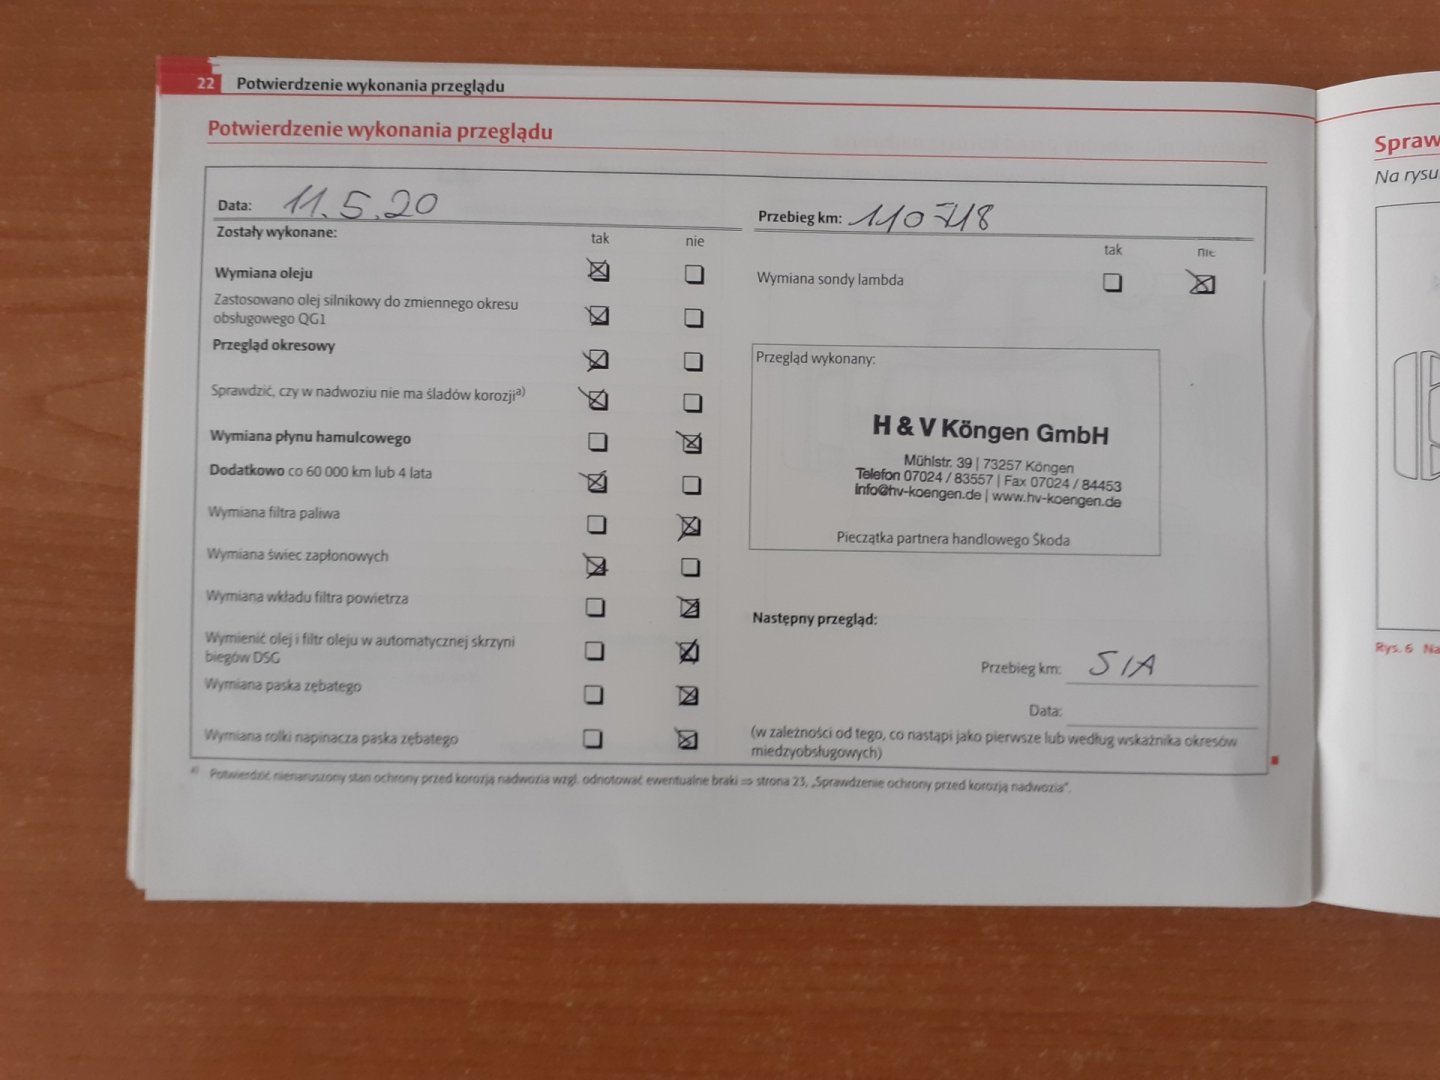 22 Potwierdzenie wykonania przeglądu
Potwierdzenie wykonania przeglądu
Data: 11.5.20
Przebieg km: 110718
Zostały wykonane:
tak nie
tak nie
Wymiana oleju
Wymiana sondy lambda
Zastosowano olej silnikowy do zmiennego okresu
obsługowego QG1
Przegląd okresowy
Sprawdzić, czy w nadwoziu nie ma śladów korozji a)
Wymiana płynu hamulcowego
Dodatkowo co 60 000 km lub 4 lata
Wymiana filtra paliwa
Wymiana świec zapłonowych
Wymiana wkładu filtra powietrza
Wymienić olej i filtr oleju w automatycznej skrzyni
biegów DSG
Wymiana paska zębatego
Wymiana rolki napinacza paska zębatego
Przegląd wykonany:
H & V Köngen GmbH
Mühlstr. 39 | 73257 Köngen
Telefon 07024 / 83557 | Fax 07024 / 84453
info@hv-koengen.de | www.hv-koengen.de
Pieczątka partnera handlowego Škoda
Następny przegląd:
Przebieg km: SIA
Data:
(w zależności od tego, co nastąpi jako pierwsze lub według wskaźnika okresów
miedzyobsługowych)
a) Potwierdzić nienaruszony stan ochrony przed korozją nadwozia wzgl. odnotować ewentualne braki => strona 23, „Sprawdzenie ochrony przed korozją nadwozia".
Spraw
Na rysu
Rys. 6 Na